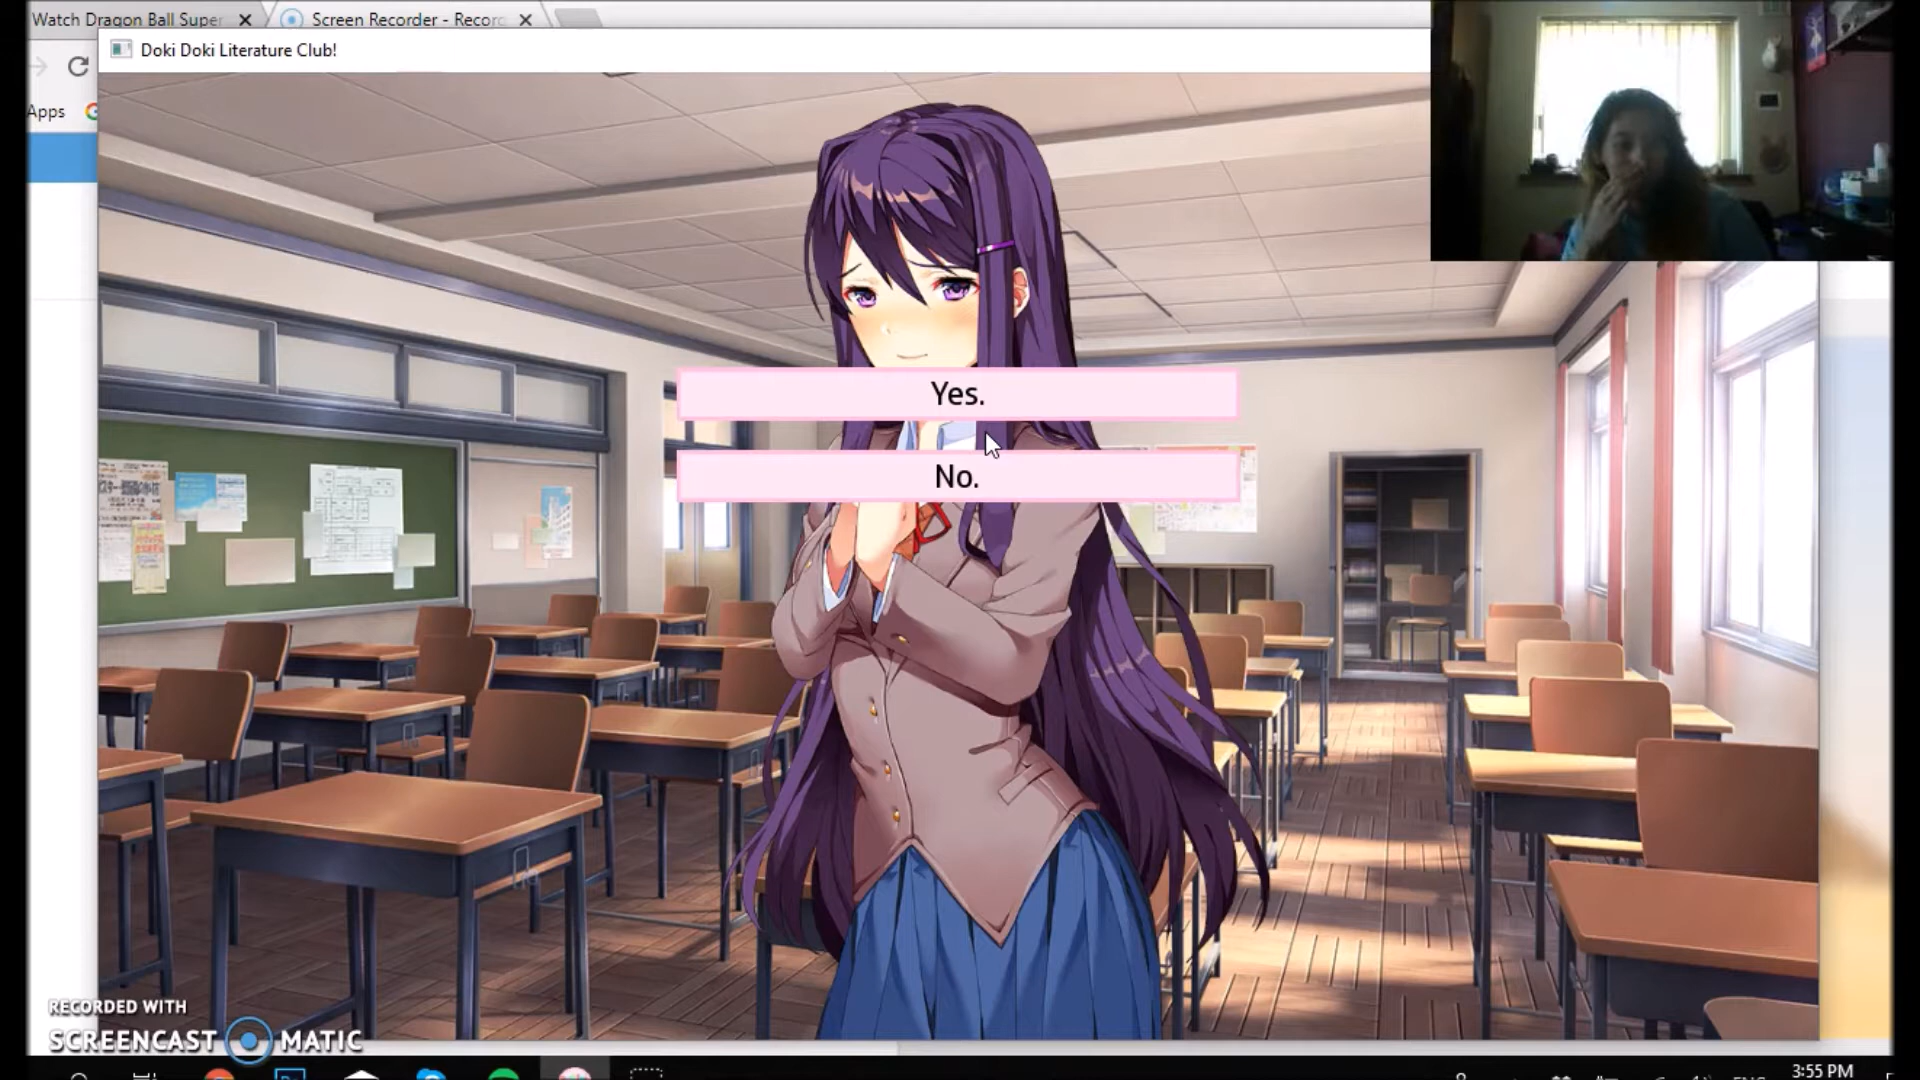 Watch Dragon Ball Super
Screen Recorder - Recor
Doki Doki Literature Club!
Apps
Yes.
No.
RECORDED WITH
SCREENCAST MATIC
3:55 PM